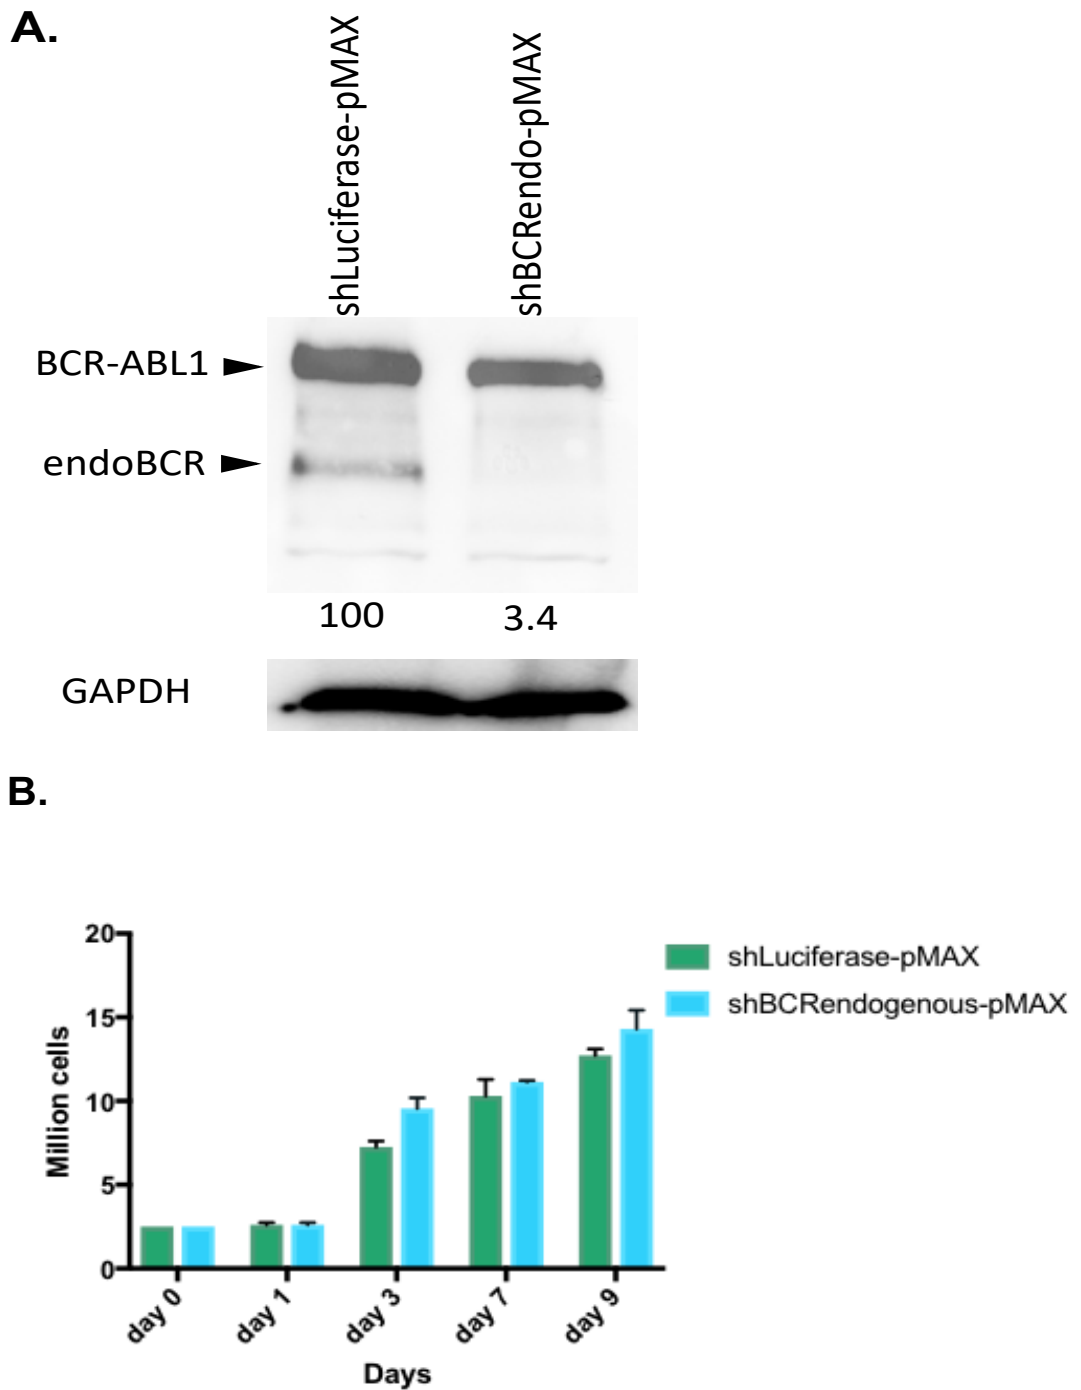 A.
shLuciferase-pMAX
shBCRendo-pMAX
BCR-ABL1
endoBCR
100 3.4
GAPDH
B.
20
15
10
5
0
Million cells
shLuciferase-pMAX
shBCRendogenous-pMAX
day 0 day 1 day 3 day 7 day 9
Days